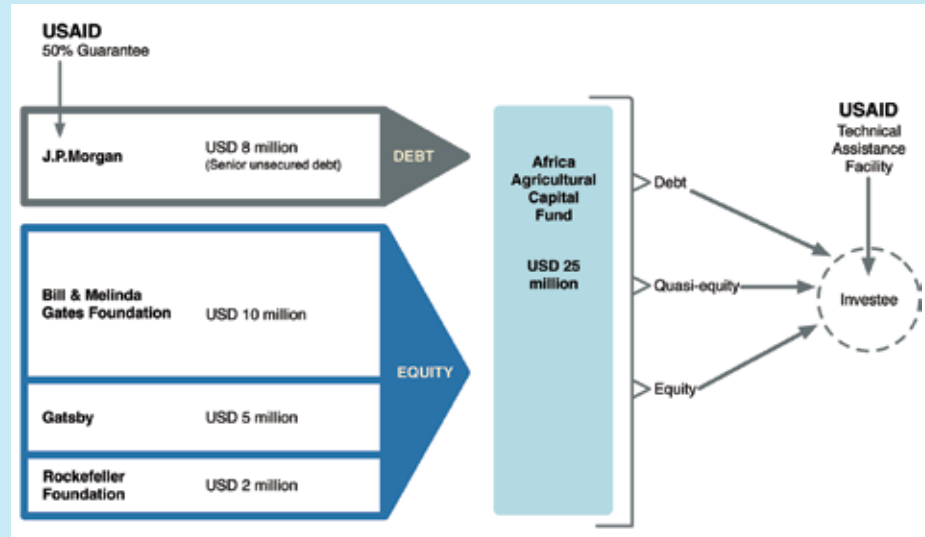 USAID
50% Guarantee
J.P.Morgan
USD 8 million
(Senior unsecured debt)
DEBT
Bill & Melinda
Gates Foundation
USD 10 million
EQUITY
Gatsby
USD 5 million
Rockefeller
Foundation
USD 2 million
Africa
Agricultural
Capital
Fund
USD 25
million
Debt
Quasi-equity
Equity
USAID
Technical
Assistance
Facility
Investee